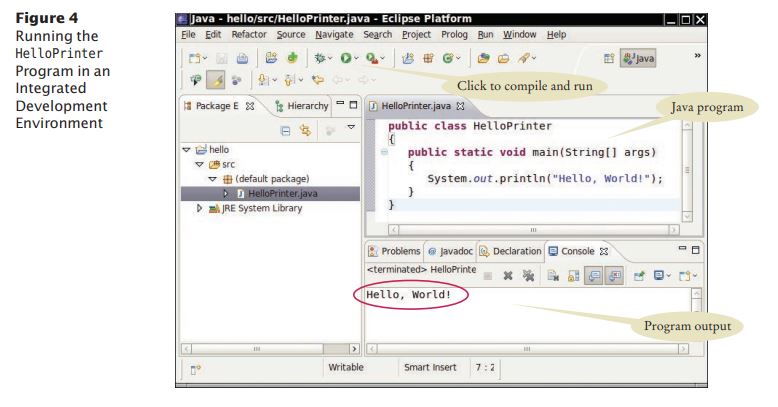 Figure 4
Running the
HelloPrinter
Program in an
Integrated
Development
Environment
Java - hello/src/HelloPrinter.java - Eclipse Platform
File Edit Refactor Source Navigate Search Project Prolog Run Window Help
Java
»
Click to compile and run
Package E
Hierarchy
HelloPrinter.java
Java program
hello
src
(default package)
HelloPrinter.java
JRE System Library
public class HelloPrinter
{
public static void main(String[] args)
{
System.out.println("Hello, World!");
}
}
Problems @ Javadoc Declaration Console
<terminated> HelloPrinte
Hello, World!
Program output
Writable Smart Insert 7 : 2